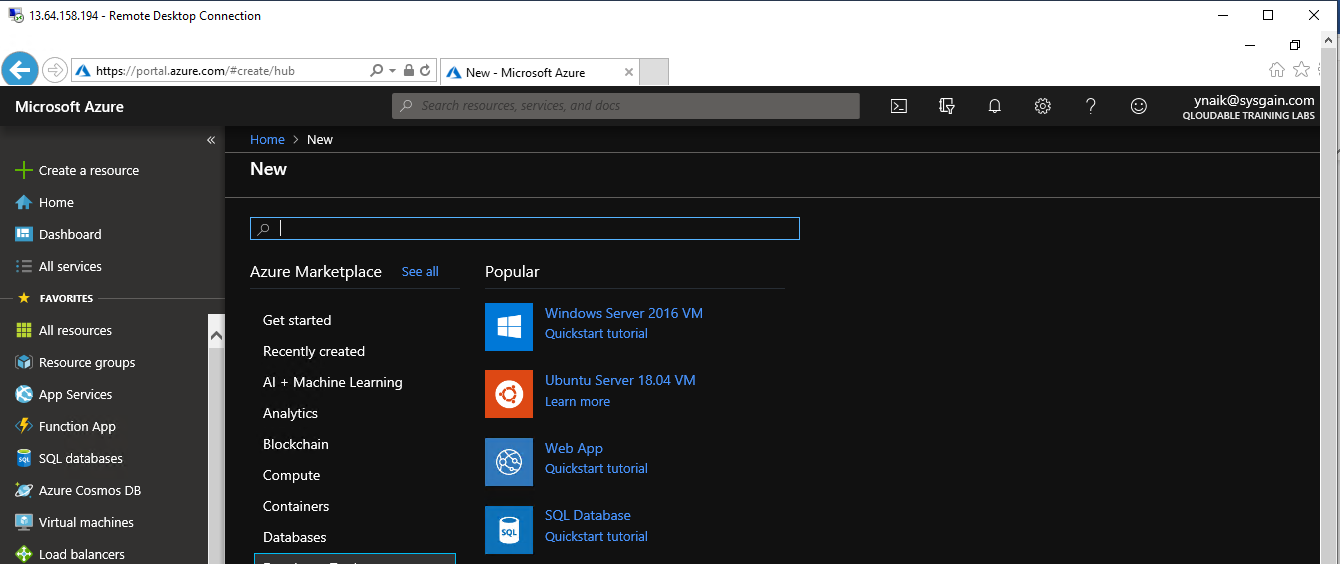 13.64.158.194 - Remote Desktop Connection
https://portal.azure.com/#create/hub
New - Microsoft Azure
Microsoft Azure
Search resources, services, and docs
ynaik@sysgain.com
QLOUDABLE TRAINING LABS
Home > New
New
Create a resource
Home
Dashboard
All services
FAVORITES
All resources
Resource groups
App Services
Function App
SQL databases
Azure Cosmos DB
Virtual machines
Load balancers
Azure Marketplace See all
Get started
Recently created
AI + Machine Learning
Analytics
Blockchain
Compute
Containers
Databases
Popular
Windows Server 2016 VM
Quickstart tutorial
Ubuntu Server 18.04 VM
Learn more
Web App
Quickstart tutorial
SQL
SQL Database
Quickstart tutorial